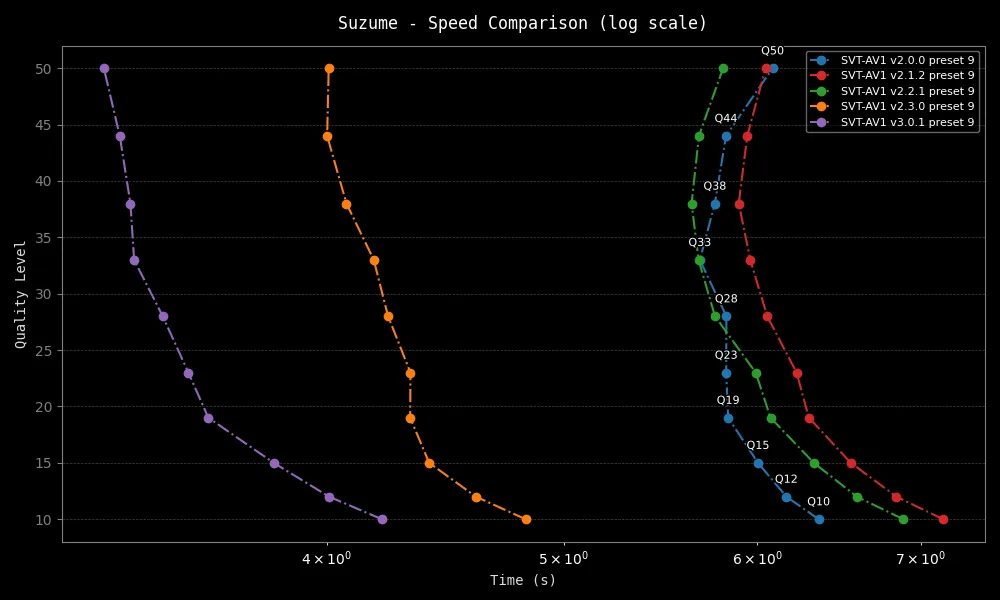 Suzume - Speed Comparison (log scale)
SVT-AV1 v2.0.0 preset 9
SVT-AV1 v2.1.2 preset 9
SVT-AV1 v2.2.1 preset 9
SVT-AV1 v2.3.0 preset 9
SVT-AV1 v3.0.1 preset 9
Quality Level
50
45
40
35
30
25
20
15
10
Q50
Q44
Q38
Q33
Q28
Q23
Q19
Q15
Q12
Q10
4 × 10⁰
5 × 10⁰
6 × 10⁰
7 × 10⁰
Time (s)